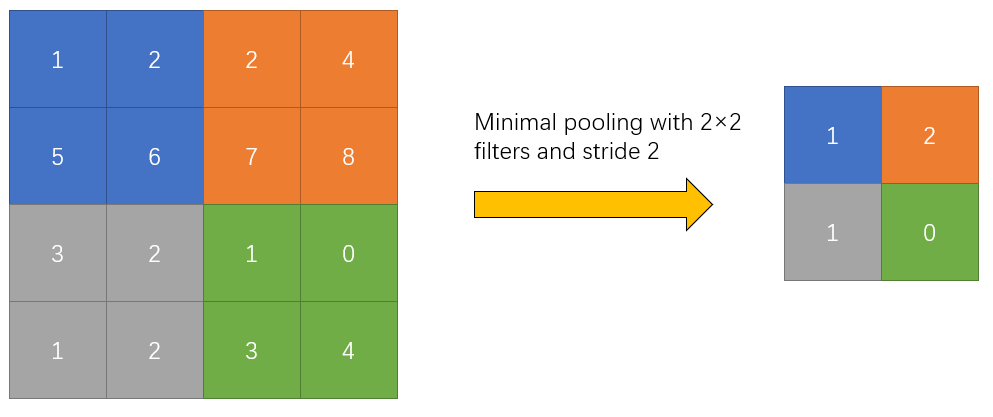 1 2 2 4
5 6 7 8
3 2 1 0
1 2 3 4
Minimal pooling with 2×2
filters and stride 2
1 2
1 0